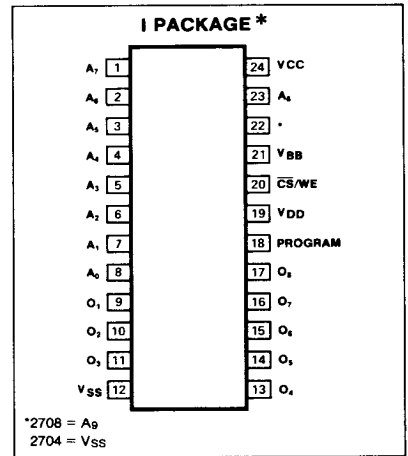 I PACKAGE*
A7 1 24 VCC
A6 2 23 A8
A5 3 22 *
A4 4 21 VBB
A3 5 20 C̅S̅/WE
A2 6 19 VDD
A1 7 18 PROGRAM
A0 8 17 O8
O1 9 16 O7
O2 10 15 O6
O3 11 14 O5
VSS 12 13 O4
*2708 = A9
2704 = VSS